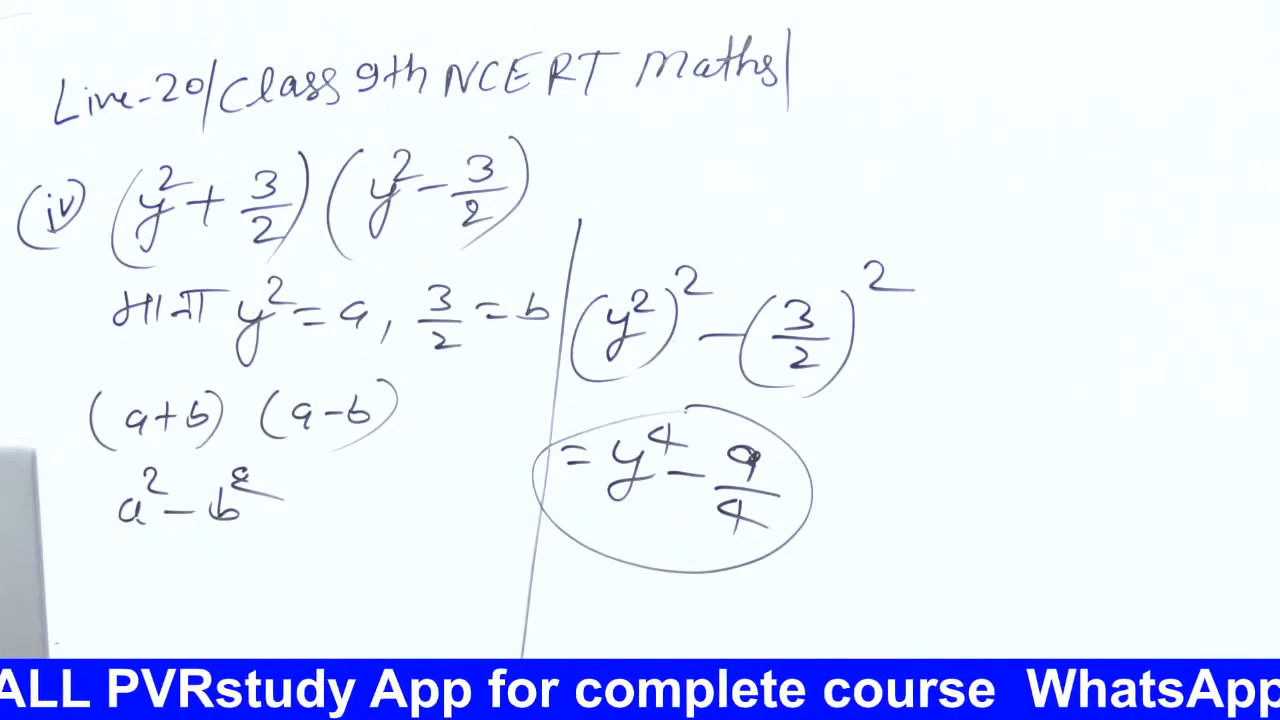 Live-20/Class 9th NCERT Maths|
(iv) (y² + 3/2) (y² - 3/2)
माना y² = a, 3/2 = b
(a+b) (a-b)
a² - b²
(y²)² - (3/2)²
= y⁴ - 9/4
ALL PVRstudy App for complete course WhatsApp